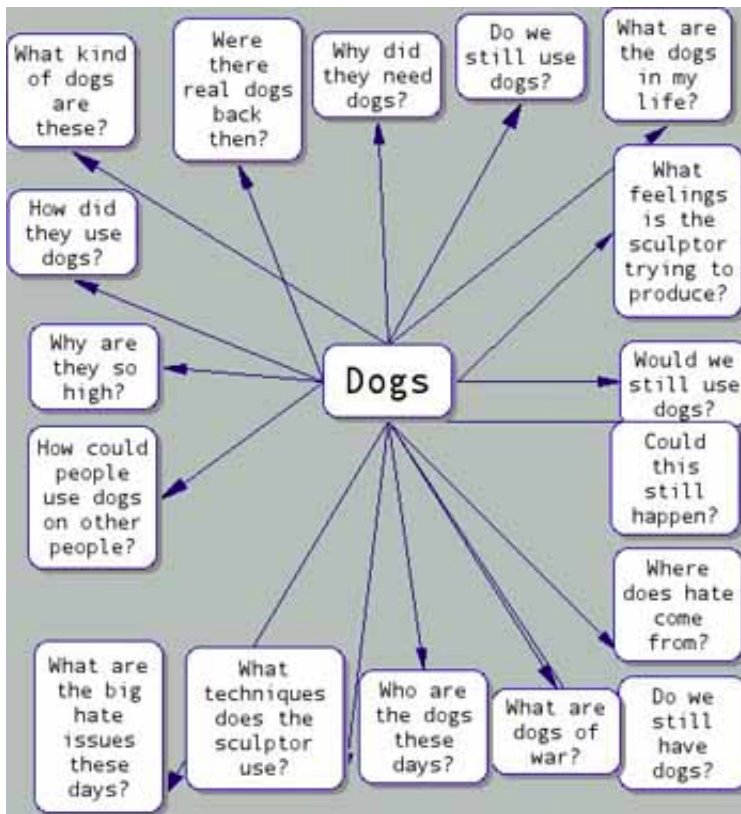 What kind
of dogs
are
these?
Were
there
real dogs
back
then?
Why did
they need
dogs?
Do we
still use
dogs?
What are
the dogs
in my
life?
What
feelings
is the
sculptor
trying to
produce?
How did
they use
dogs?
Why are
they so
high?
Dogs
Would we
still use
dogs?
How could
people
use dogs
on other
people?
Could
this
still
happen?
Where
does hate
come
from?
What are
the big
hate
issues
these
days?
What
techniques
does the
sculptor
use?
Who are
the dogs
these
days?
What are
dogs of
war?
Do we
still
have
dogs?